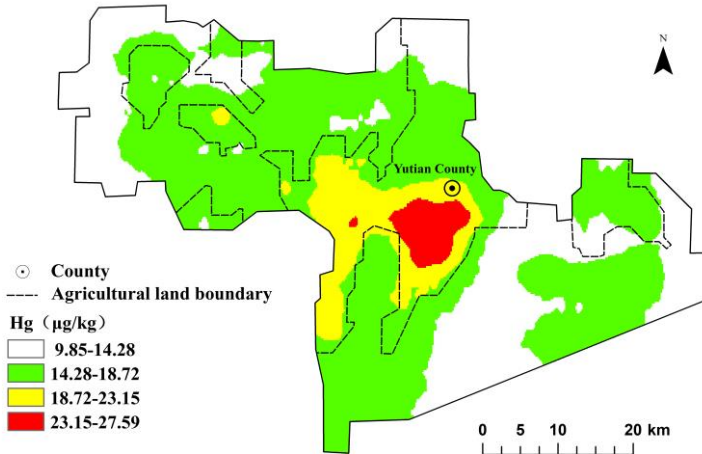 N
Yutian County
County
Agricultural land boundary
Hg（μg/kg）
9.85-14.28
14.28-18.72
18.72-23.15
23.15-27.59
0 5 10 20 km